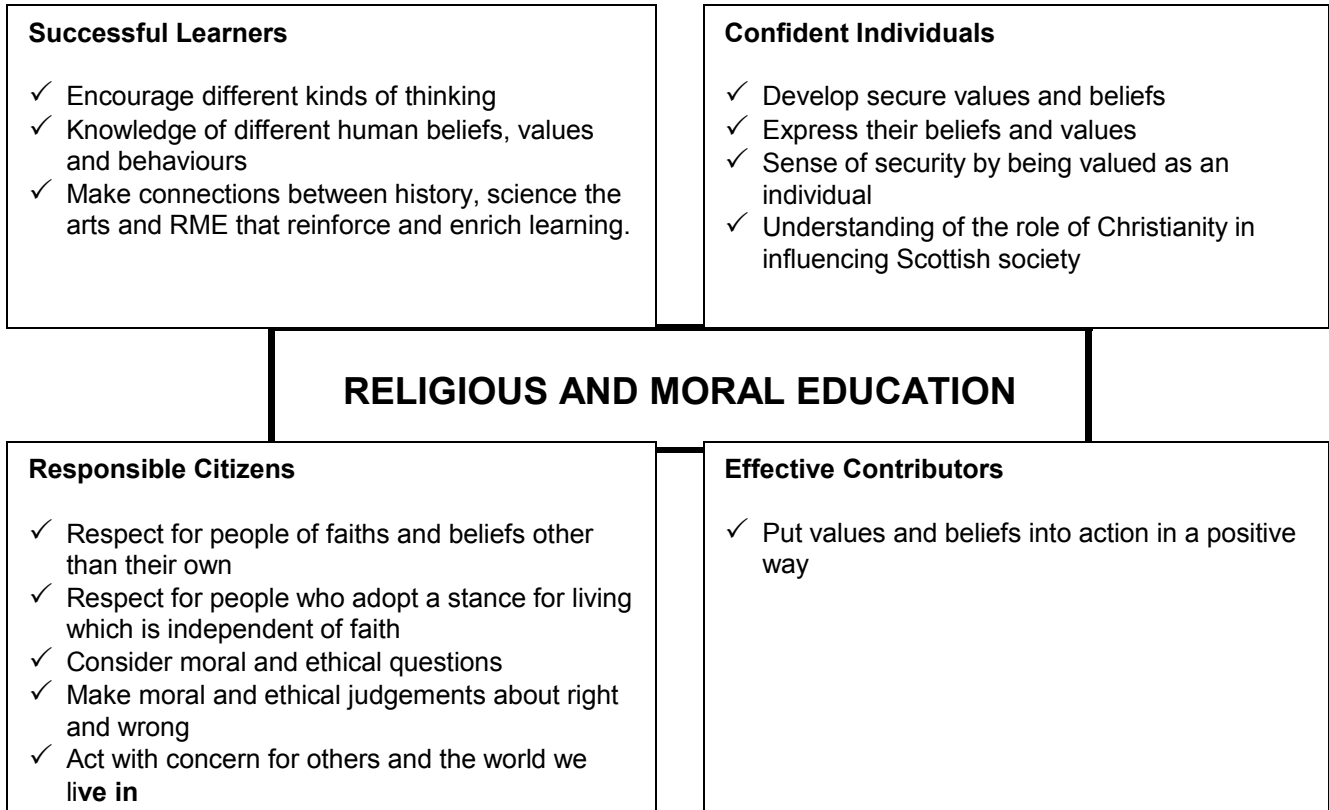 Successful Learners
✓ Encourage different kinds of thinking
✓ Knowledge of different human beliefs, values
and behaviours
✓ Make connections between history, science the
arts and RME that reinforce and enrich learning.
Confident Individuals
✓ Develop secure values and beliefs
✓ Express their beliefs and values
✓ Sense of security by being valued as an
individual
✓ Understanding of the role of Christianity in
influencing Scottish society
RELIGIOUS AND MORAL EDUCATION
Responsible Citizens
✓ Respect for people of faiths and beliefs other
than their own
✓ Respect for people who adopt a stance for living
which is independent of faith
✓ Consider moral and ethical questions
✓ Make moral and ethical judgements about right
and wrong
✓ Act with concern for others and the world we
live in
Effective Contributors
✓ Put values and beliefs into action in a positive
way